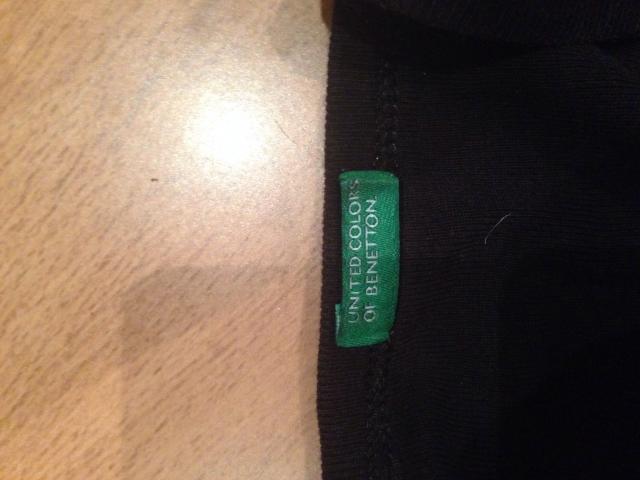 UNITED COLORS
OF BENETTON.